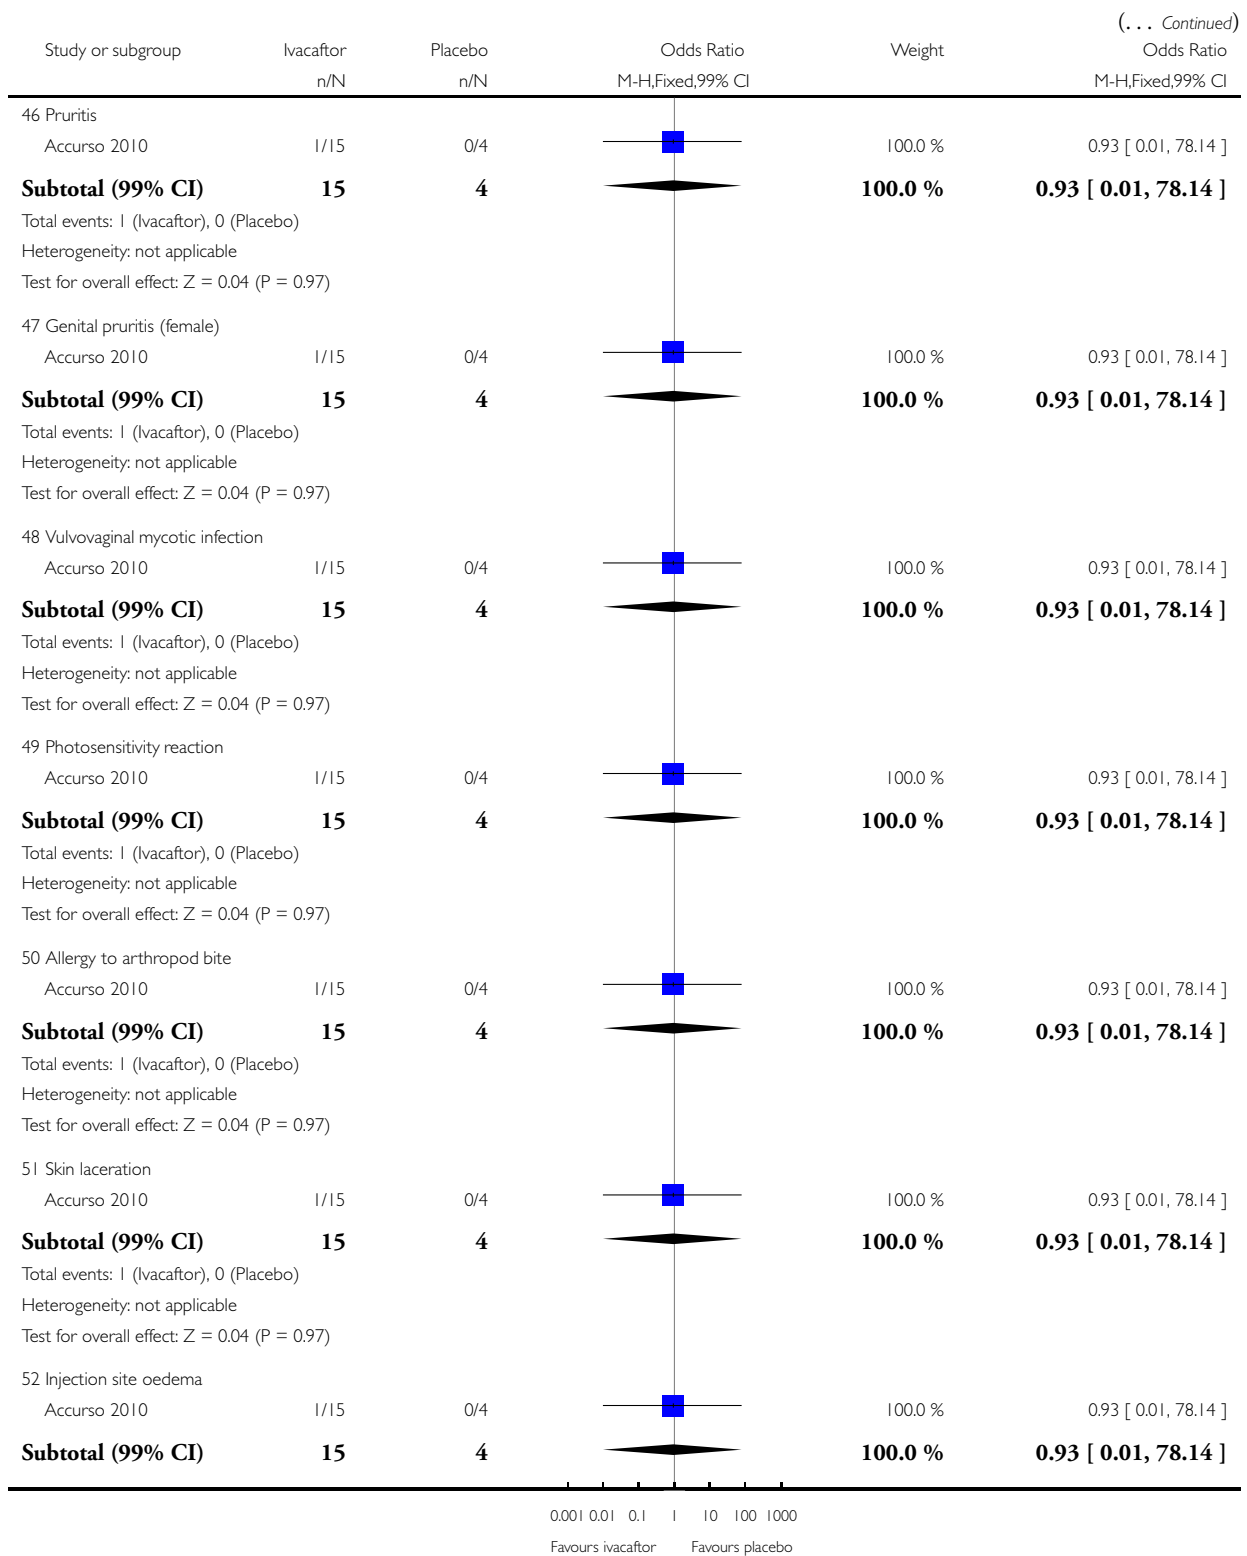 (... Continued)
Study or subgroup Ivacaftor Placebo Odds Ratio Weight Odds Ratio
n/N n/N M-H,Fixed,99% CI M-H,Fixed,99% CI
46 Pruritis
Accurso 2010 1/15 0/4 100.0 % 0.93 [ 0.01, 78.14 ]
Subtotal (99% CI) 15 4 100.0 % 0.93 [ 0.01, 78.14 ]
Total events: 1 (Ivacaftor), 0 (Placebo)
Heterogeneity: not applicable
Test for overall effect: Z = 0.04 (P = 0.97)
47 Genital pruritis (female)
Accurso 2010 1/15 0/4 100.0 % 0.93 [ 0.01, 78.14 ]
Subtotal (99% CI) 15 4 100.0 % 0.93 [ 0.01, 78.14 ]
Total events: 1 (Ivacaftor), 0 (Placebo)
Heterogeneity: not applicable
Test for overall effect: Z = 0.04 (P = 0.97)
48 Vulvovaginal mycotic infection
Accurso 2010 1/15 0/4 100.0 % 0.93 [ 0.01, 78.14 ]
Subtotal (99% CI) 15 4 100.0 % 0.93 [ 0.01, 78.14 ]
Total events: 1 (Ivacaftor), 0 (Placebo)
Heterogeneity: not applicable
Test for overall effect: Z = 0.04 (P = 0.97)
49 Photosensitivity reaction
Accurso 2010 1/15 0/4 100.0 % 0.93 [ 0.01, 78.14 ]
Subtotal (99% CI) 15 4 100.0 % 0.93 [ 0.01, 78.14 ]
Total events: 1 (Ivacaftor), 0 (Placebo)
Heterogeneity: not applicable
Test for overall effect: Z = 0.04 (P = 0.97)
50 Allergy to arthropod bite
Accurso 2010 1/15 0/4 100.0 % 0.93 [ 0.01, 78.14 ]
Subtotal (99% CI) 15 4 100.0 % 0.93 [ 0.01, 78.14 ]
Total events: 1 (Ivacaftor), 0 (Placebo)
Heterogeneity: not applicable
Test for overall effect: Z = 0.04 (P = 0.97)
51 Skin laceration
Accurso 2010 1/15 0/4 100.0 % 0.93 [ 0.01, 78.14 ]
Subtotal (99% CI) 15 4 100.0 % 0.93 [ 0.01, 78.14 ]
Total events: 1 (Ivacaftor), 0 (Placebo)
Heterogeneity: not applicable
Test for overall effect: Z = 0.04 (P = 0.97)
52 Injection site oedema
Accurso 2010 1/15 0/4 100.0 % 0.93 [ 0.01, 78.14 ]
Subtotal (99% CI) 15 4 100.0 % 0.93 [ 0.01, 78.14 ]
0.001 0.01 0.1 1 10 100 1000
Favours ivacaftor Favours placebo